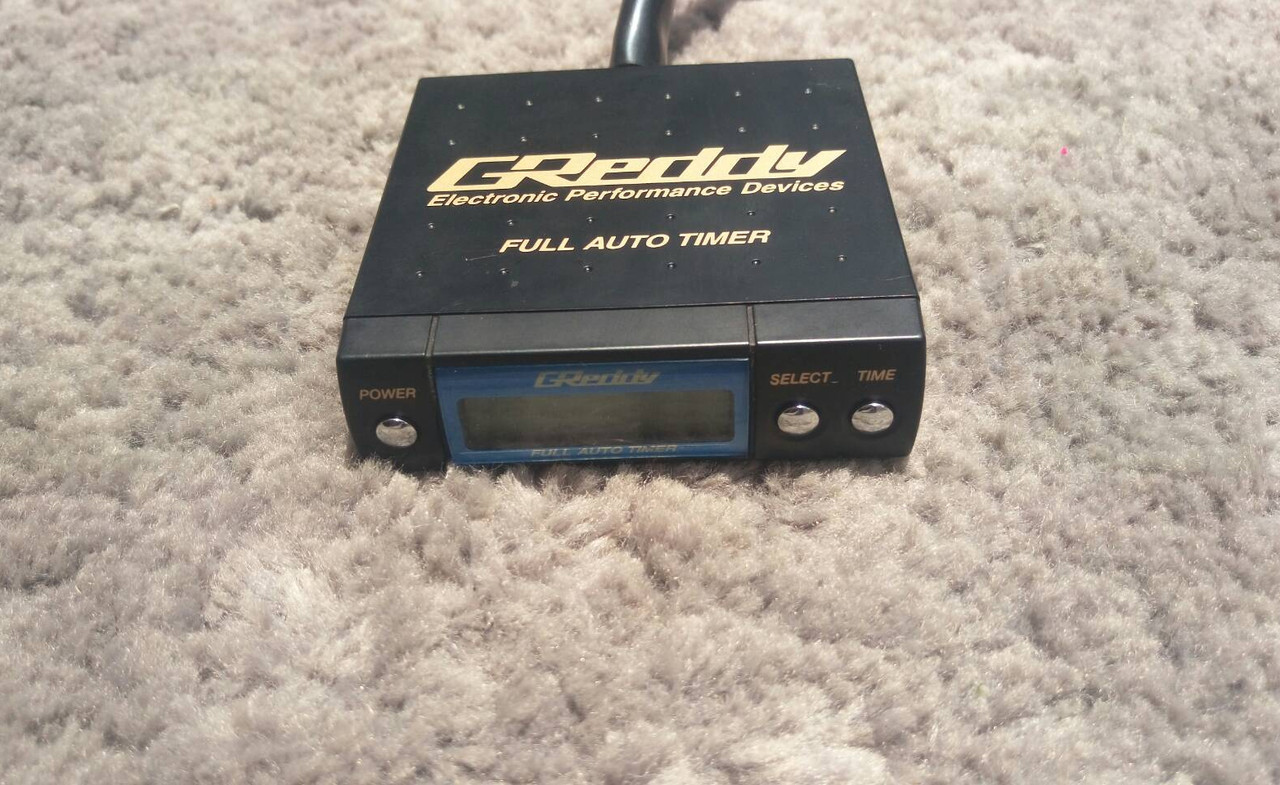 GReddy
Electronic Performance Devices
FULL AUTO TIMER
POWER
GReddy
FULL AUTO TIMER
SELECT
TIME